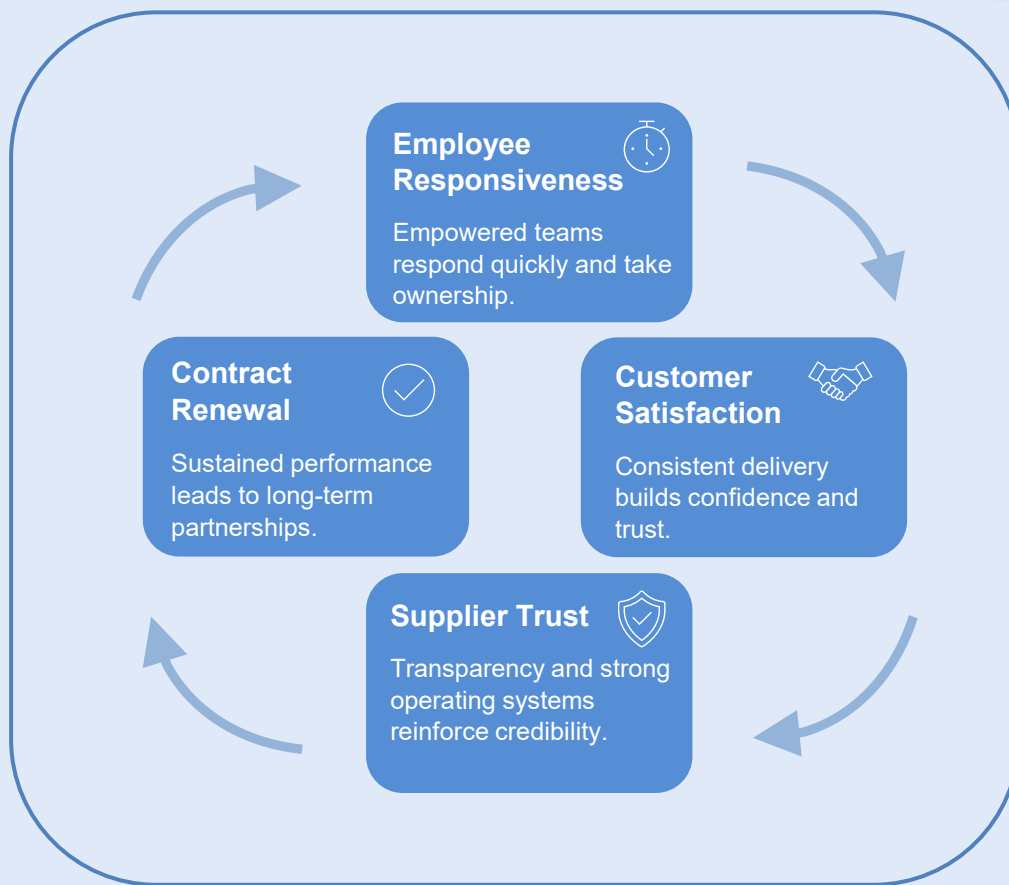 Employee
Responsiveness
Empowered teams
respond quickly and take
ownership.
Contract
Renewal
Sustained performance
leads to long-term
partnerships.
Customer
Satisfaction
Consistent delivery
builds confidence and
trust.
Supplier Trust
Transparency and strong
operating systems
reinforce credibility.